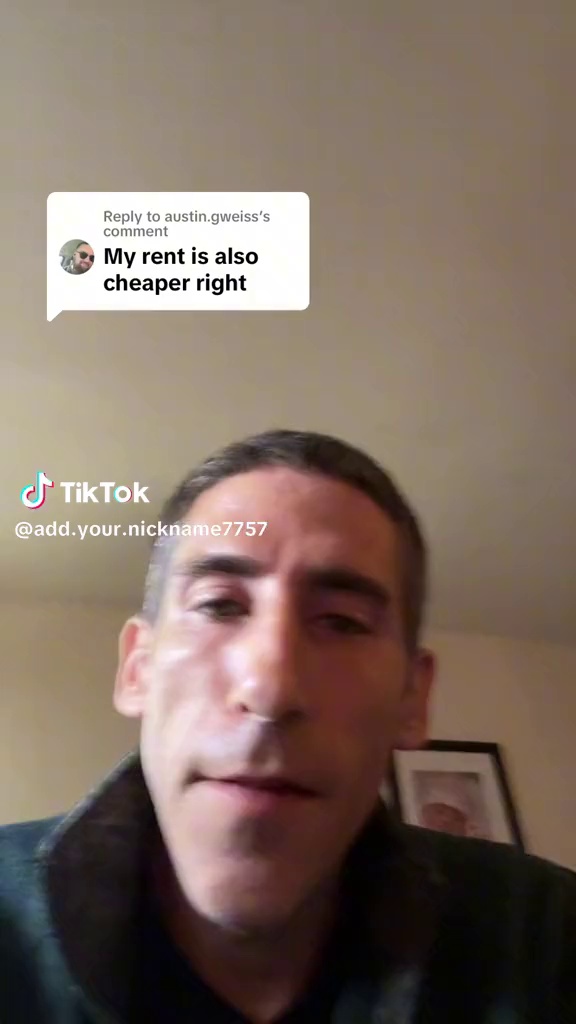 Reply to austin.gweiss's
comment
My rent is also
cheaper right
TikTok
@add.your.nickname7757